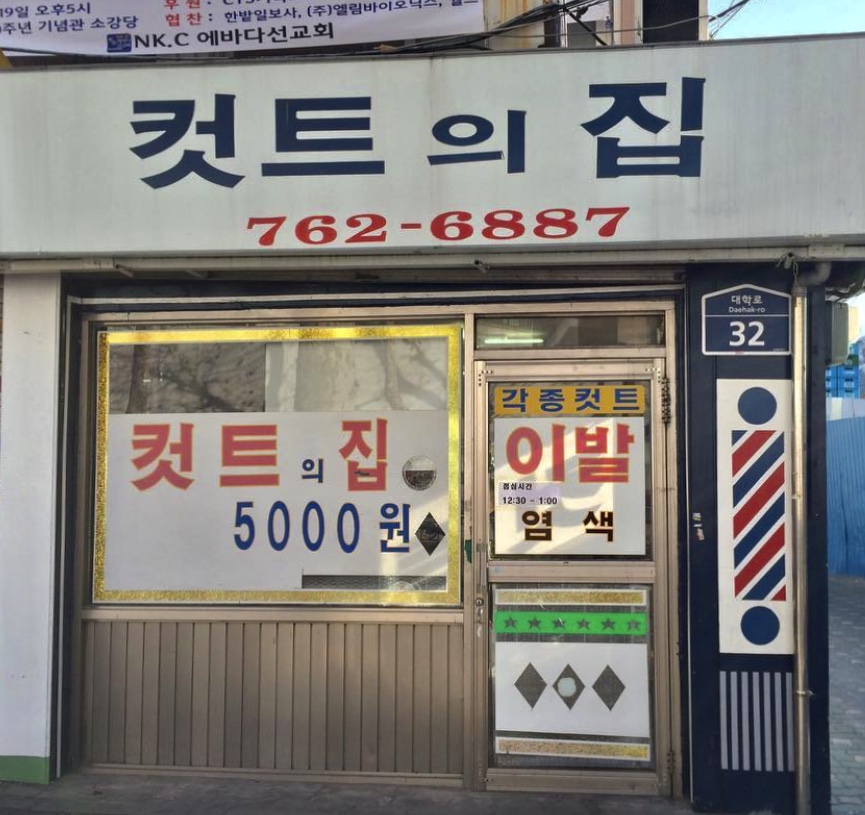 19일 오후5시
주년 기념관 소강당
후 원 :
협 찬 : 한밭일보사, (주)엘림바이오닉스,
NK.C 에바다선교회
컷트의 집
762-6887
대학로
Daehak-ro
32
컷트의 집
5000원
각종컷트
이발
점심시간
12:30 ~ 1:00
염 색